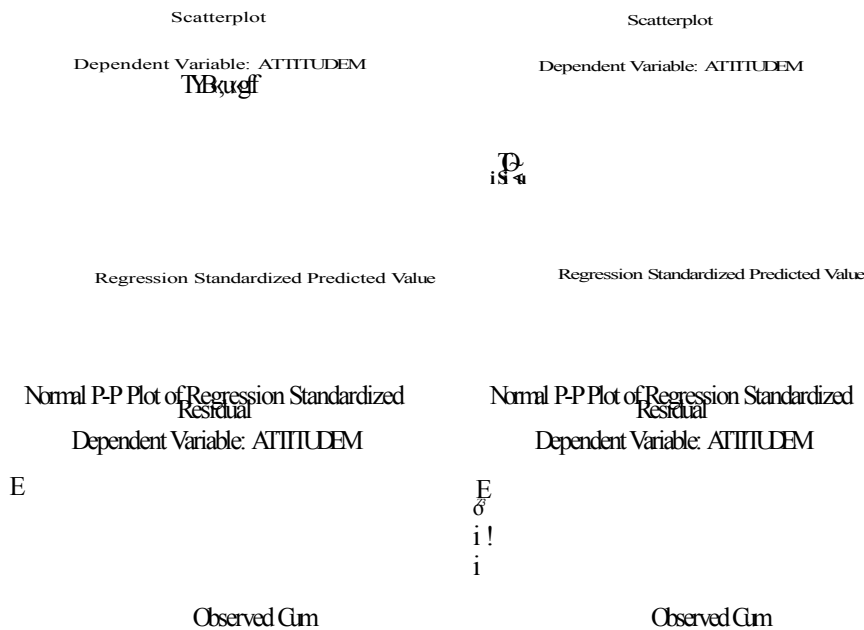 Scatterplot
Dependent Variable: ATTITUDEM
Regression Standardized Predicted Value
Scatterplot
Dependent Variable: ATTITUDEM
Regression Standardized Predicted Value
Normal P-P Plot of Regression Standardized
Residual
Dependent Variable: ATTITUDEM
E
Observed Cum
Normal P-P Plot of Regression Standardized
Residual
Dependent Variable: ATTITUDEM
E
i !
i
Observed Cum